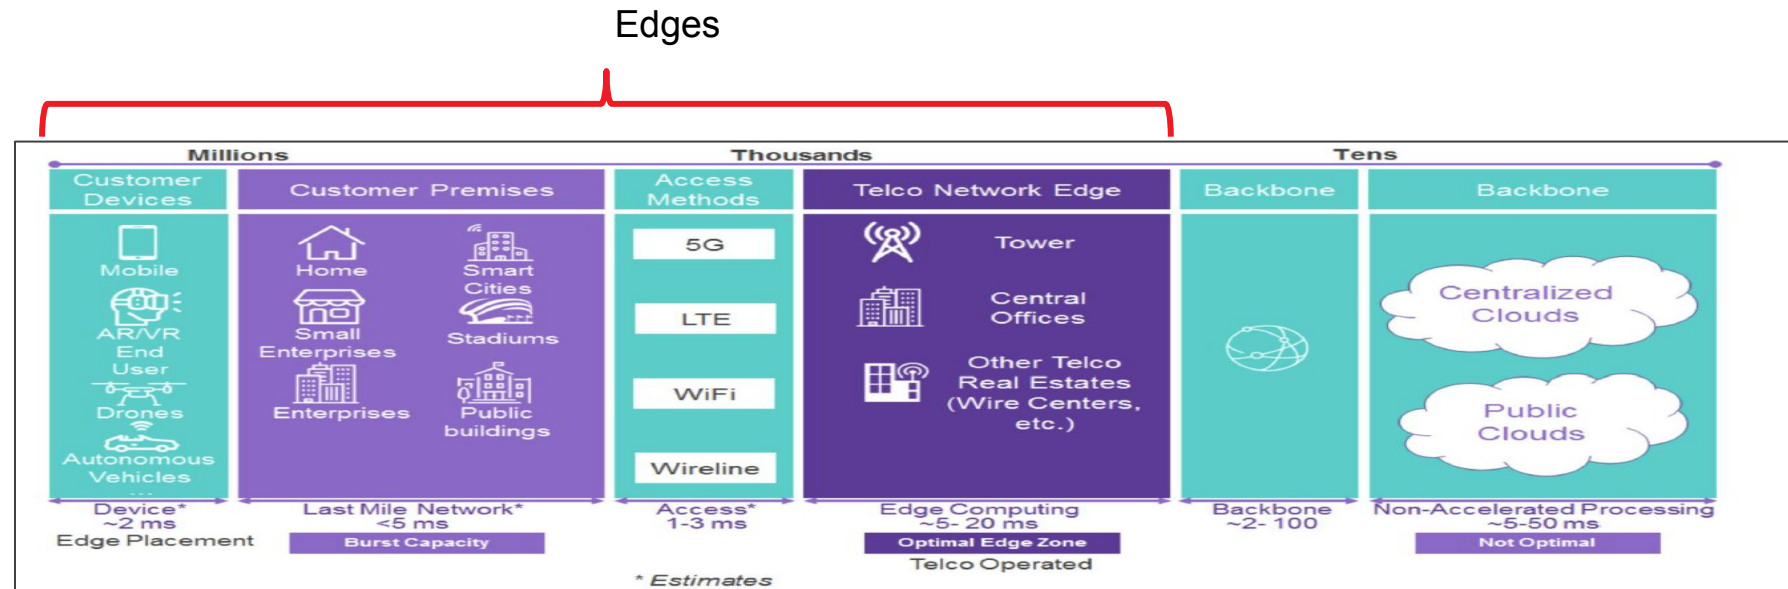 Edges
Millions
Thousands
Tens
Customer
Devices
Customer Premises
Access
Methods
Telco Network Edge
Backbone
Backbone
Mobile
AR/VR
End
User
Drones
Autonomous
Vehicles
...
Home
Smart
Cities
Small
Enterprises
Stadiums
Enterprises
Public
buildings
5G
LTE
WiFi
Wireline
Tower
Central
Offices
Other Telco
Real Estates
(Wire Centers,
etc.)
Centralized
Clouds
Public
Clouds
Device*
~2 ms
Edge Placement
Last Mile Network*
<5 ms
Burst Capacity
Access*
1-3 ms
Edge Computing
~5- 20 ms
Optimal Edge Zone
Telco Operated
Backbone
~2- 100
Non-Accelerated Processing
~5-50 ms
Not Optimal
* Estimates